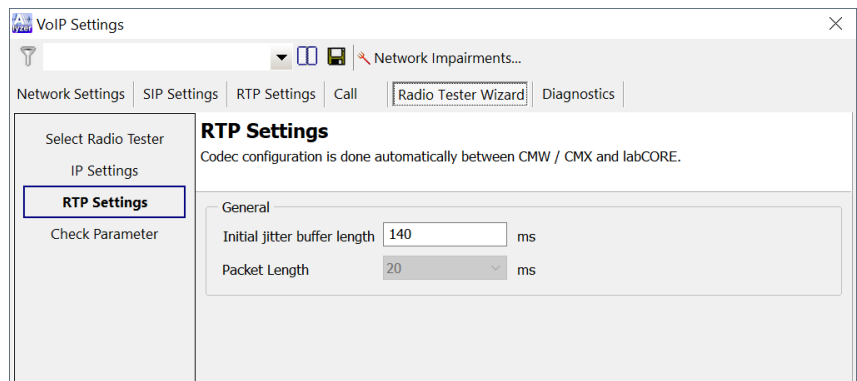 VoIP Settings
Network Impairments...
Network Settings SIP Settings RTP Settings Call Radio Tester Wizard Diagnostics
Select Radio Tester
IP Settings
RTP Settings
Check Parameter
RTP Settings
Codec configuration is done automatically between CMW / CMX and labCORE.
General
Initial jitter buffer length 140 ms
Packet Length 20 ms